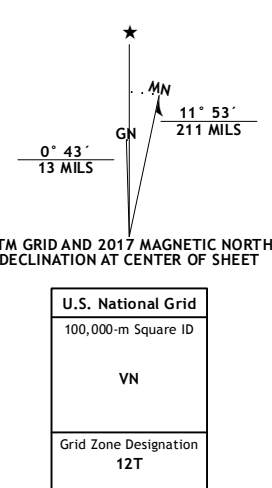 ★
MN
GN
11° 53´
211 MILS
0° 43´
13 MILS
TM GRID AND 2017 MAGNETIC NORTH
DECLINATION AT CENTER OF SHEET
U.S. National Grid
100,000-m Square ID
VN
Grid Zone Designation
12T